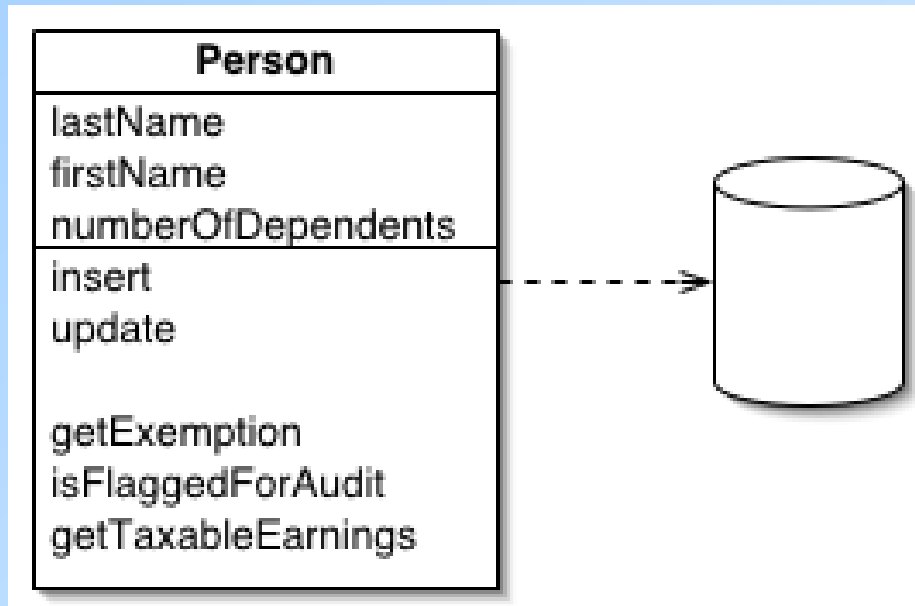 Person
lastName
firstName
numberOfDependents
insert
update
getExemption
isFlaggedForAudit
getTaxableEarnings